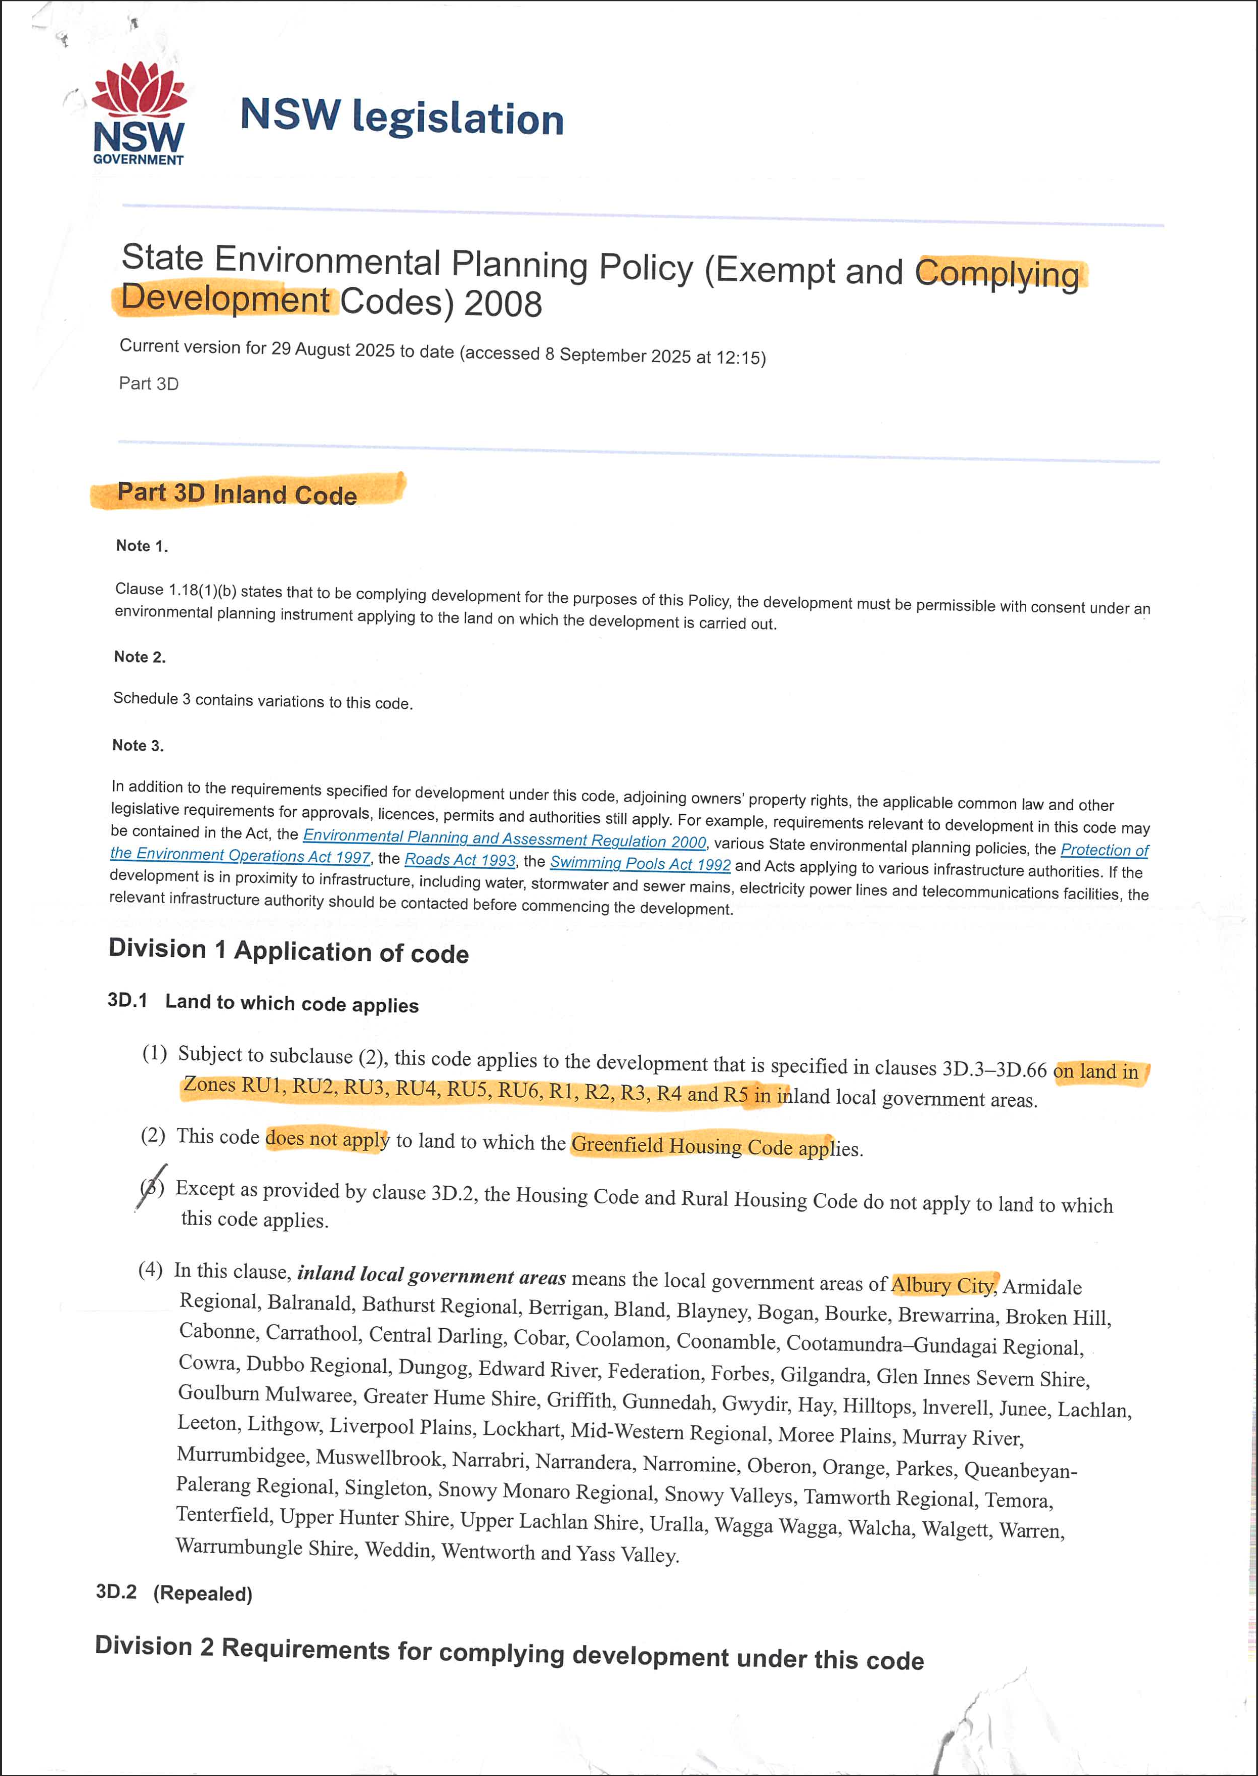 NSW
GOVERNMENT
NSW legislation
State Environmental Planning Policy (Exempt and Complying
Development Codes) 2008
Current version for 29 August 2025 to date (accessed 8 September 2025 at 12:15)
Part 3D
Part 3D Inland Code
Note 1.
Clause 1.18(1)(b) states that to be complying development for the purposes of this Policy, the development must be permissible with consent under an
environmental planning instrument applying to the land on which the development is carried out.
Note 2.
Schedule 3 contains variations to this code.
Note 3.
In addition to the requirements specified for development under this code, adjoining owners' property rights, the applicable common law and other
legislative requirements for approvals, licences, permits and authorities still apply. For example, requirements relevant to development in this code may
be contained in the Act, the Environmental Planning and Assessment Regulation 2000, various State environmental planning policies, the Protection of
the Environment Operations Act 1997, the Roads Act 1993, the Swimming Pools Act 1992 and Acts applying to various infrastructure authorities. If the
development is in proximity to infrastructure, including water, stormwater and sewer mains, electricity power lines and telecommunications facilities, the
relevant infrastructure authority should be contacted before commencing the development.
Division 1 Application of code
3D.1 Land to which code applies
(1) Subject to subclause (2), this code applies to the development that is specified in clauses 3D.3–3D.66 on land in
Zones RU1, RU2, RU3, RU4, RU5, RU6, R1, R2, R3, R4 and R5 in inland local government areas.
(2) This code does not apply to land to which the Greenfield Housing Code applies.
(3) Except as provided by clause 3D.2, the Housing Code and Rural Housing Code do not apply to land to which
this code applies.
(4) In this clause, inland local government areas means the local government areas of Albury City, Armidale
Regional, Balranald, Bathurst Regional, Berrigan, Bland, Blayney, Bogan, Bourke, Brewarrina, Broken Hill,
Cabonne, Carrathool, Central Darling, Cobar, Coolamon, Coonamble, Cootamundra–Gundagai Regional,
Cowra, Dubbo Regional, Dungog, Edward River, Federation, Forbes, Gilgandra, Glen Innes Severn Shire,
Goulburn Mulwaree, Greater Hume Shire, Griffith, Gunnedah, Gwydir, Hay, Hilltops, Inverell, Junee, Lachlan,
Leeton, Lithgow, Liverpool Plains, Lockhart, Mid-Western Regional, Moree Plains, Murray River,
Murrumbidgee, Muswellbrook, Narrabri, Narrandera, Narromine, Oberon, Orange, Parkes, Queanbeyan-
Palerang Regional, Singleton, Snowy Monaro Regional, Snowy Valleys, Tamworth Regional, Temora,
Tenterfield, Upper Hunter Shire, Upper Lachlan Shire, Uralla, Wagga Wagga, Walcha, Walgett, Warren,
Warrumbungle Shire, Weddin, Wentworth and Yass Valley.
3D.2 (Repealed)
Division 2 Requirements for complying development under this code